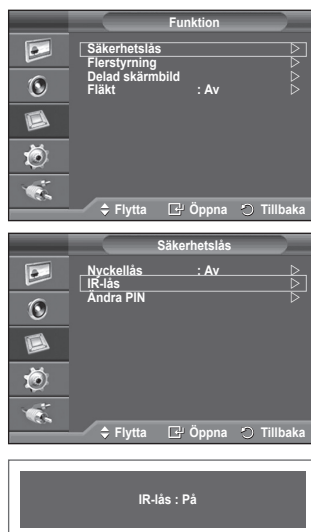 Funktion
Säkerhetslås
Flerstyrning
Delad skärmbild
Fläkt : Av
Flytta Öppna Tillbaka
Säkerhetslås
Nyckellås : Av
IR-lås
Ändra PIN
Flytta Öppna Tillbaka
IR-lås : På